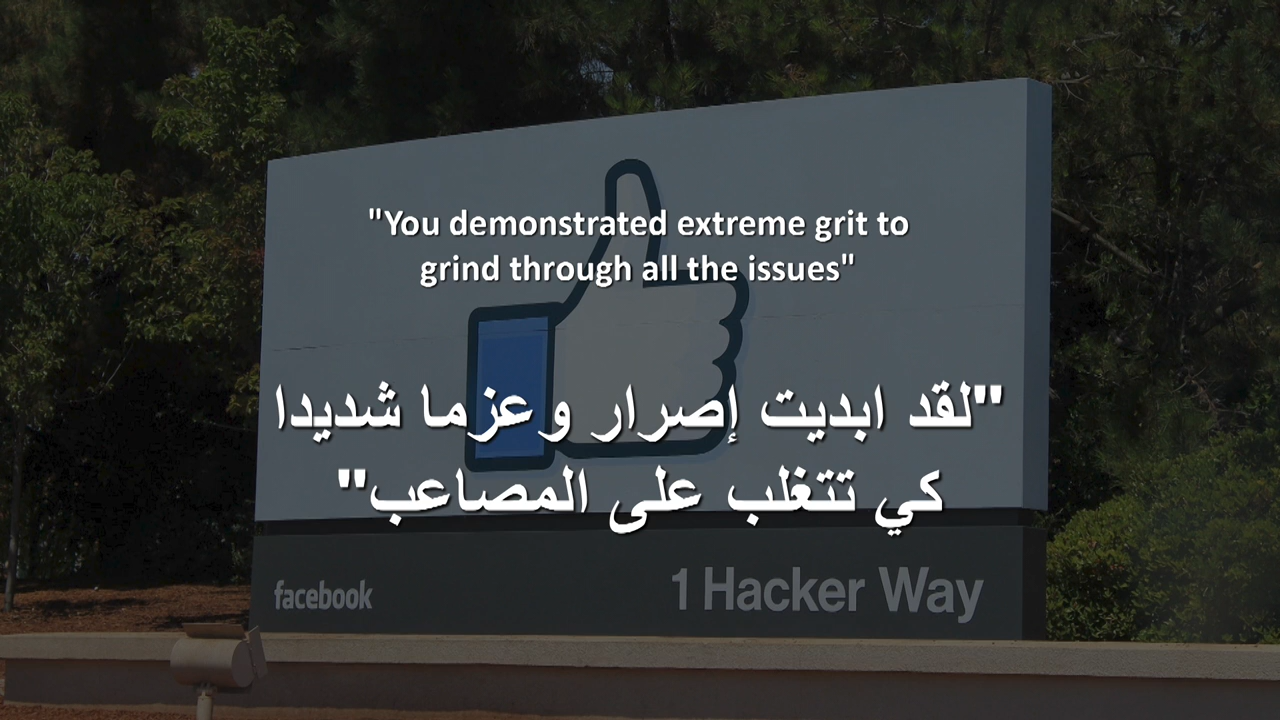 "You demonstrated extreme grit to
grind through all the issues"
"لقد ابديت إصرار وعزما شديدا
كي تتغلب على المصاعب"
facebook
1 Hacker Way